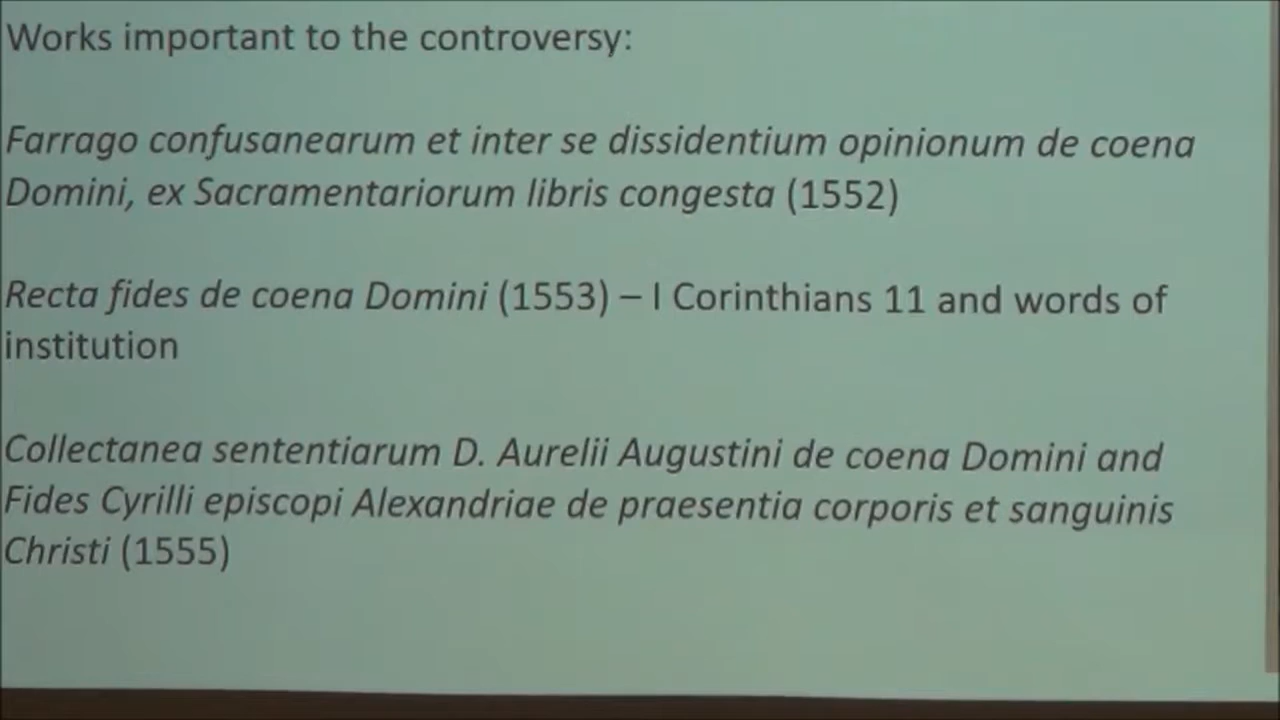 Works important to the controversy:
Farrago confusanearum et inter se dissidentium opinionum de coena
Domini, ex Sacramentariorum libris congesta (1552)
Recta fides de coena Domini (1553) – I Corinthians 11 and words of
institution
Collectanea sententiarum D. Aurelii Augustini de coena Domini and
Fides Cyrilli episcopi Alexandriae de praesentia corporis et sanguinis
Christi (1555)